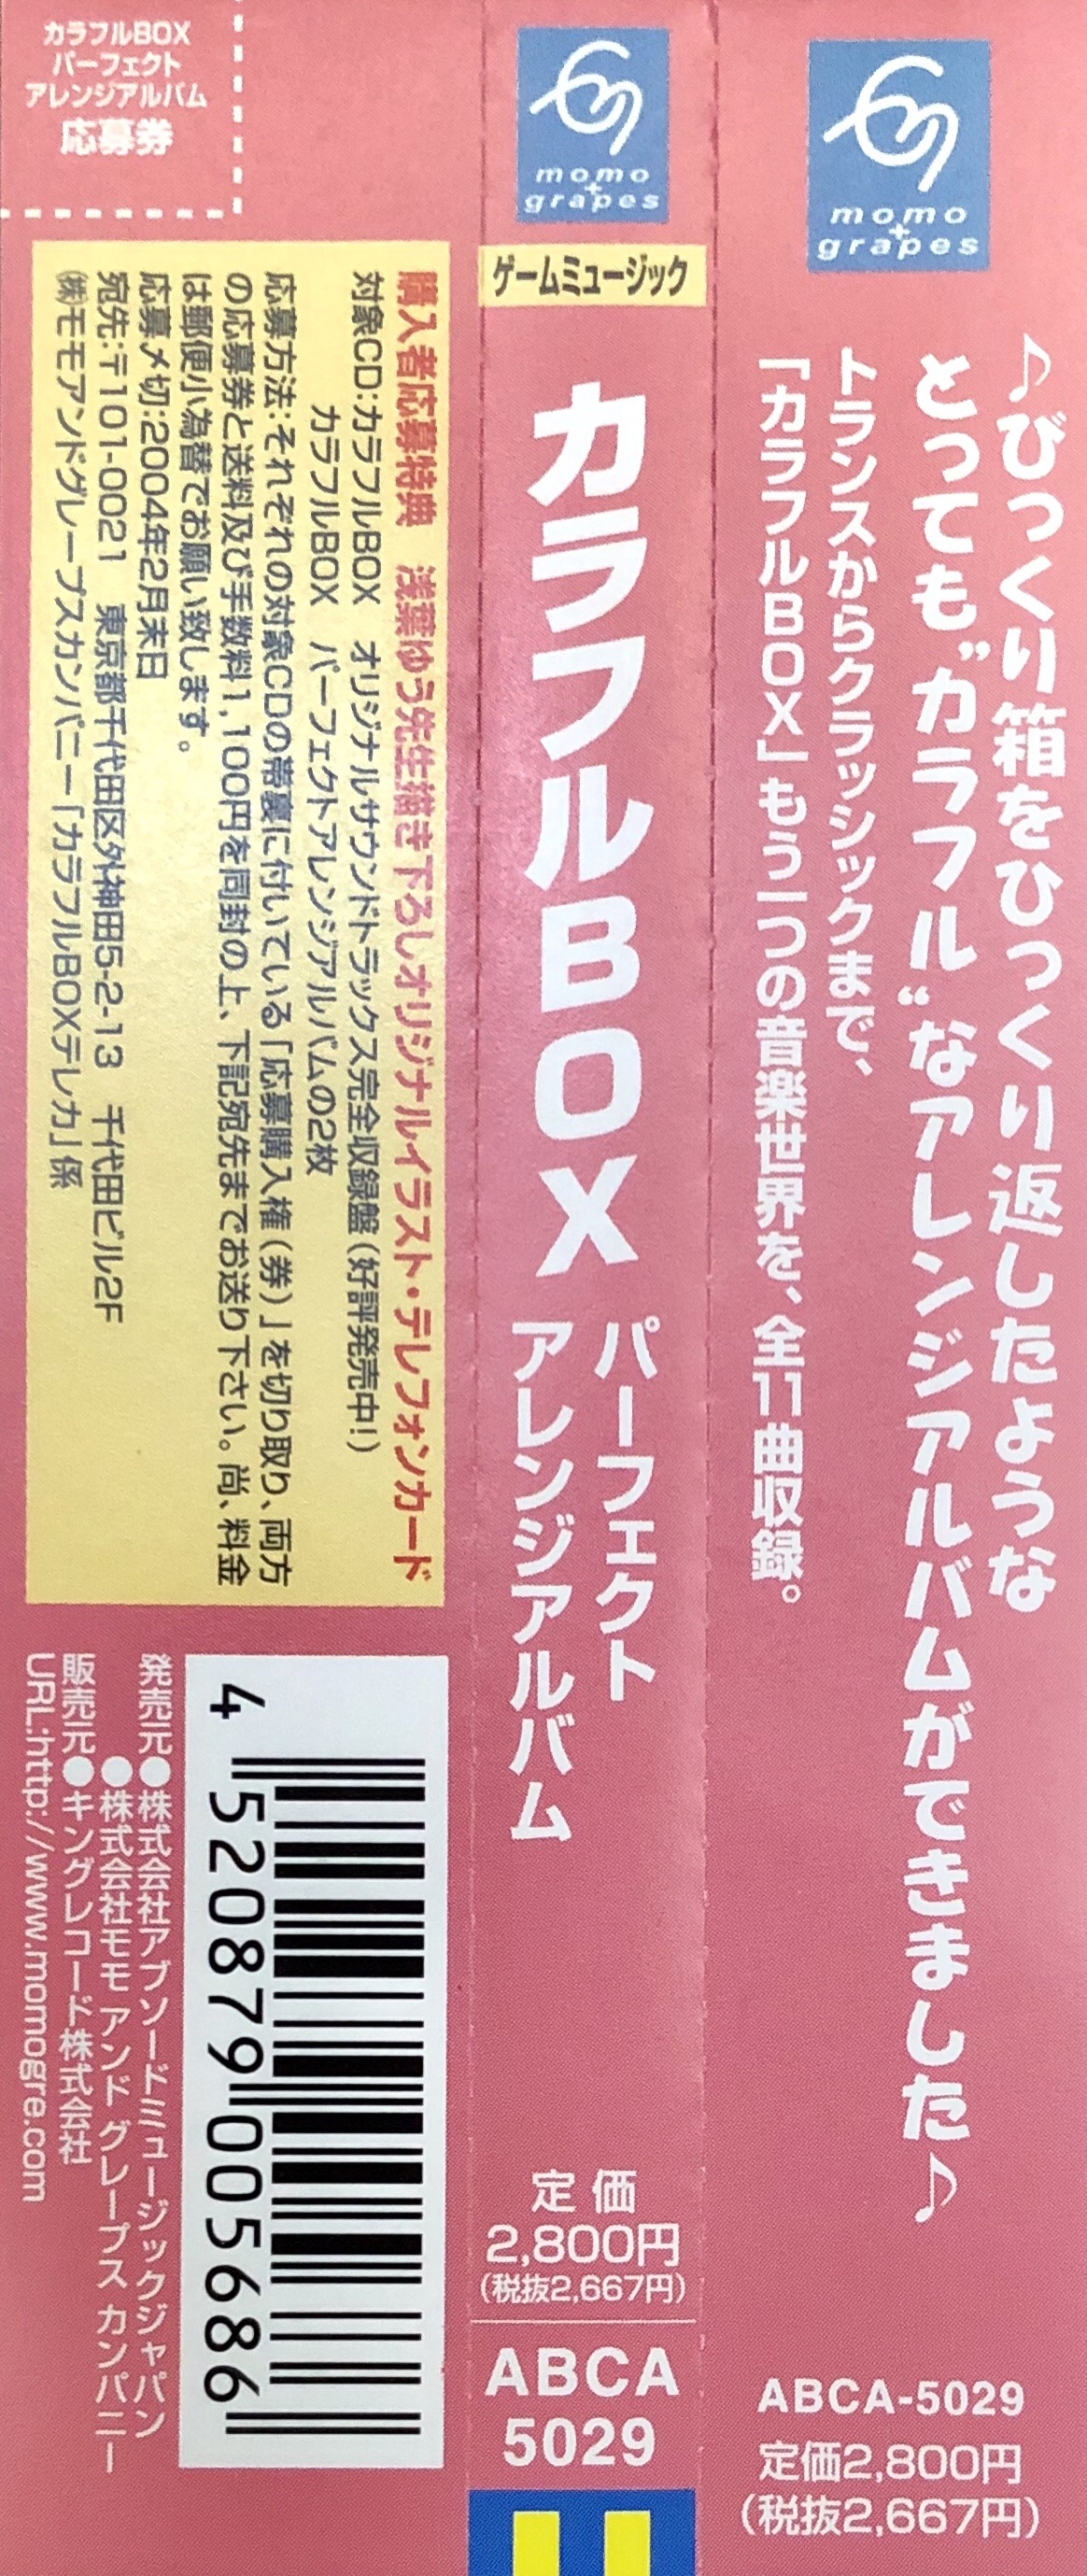 momo
+
grapes
♪びっくり箱をひっくり返したような
とっても"カラフル"なアレンジアルバムができました♪
トランスからクラッシックまで、
「カラフルBOX」もう一つの音楽世界を、全11曲収録。
ABCA-5029
定価2,800円
(税抜2,667円)
momo
+
grapes
ゲームミュージック
カラフルBOX
パーフェクト
アレンジアルバム
定価
2,800円
(税抜2,667円)
ABCA
5029
カラフルBOX
パーフェクト
アレンジアルバム
応募券
購入者応募特典 浅葉ゆう先生描き下ろしオリジナルイラスト・テレフォンカード
対象CD:カラフルBOX オリジナルサウンドトラックス完全収録盤(好評発売中!)
カラフルBOX パーフェクトアレンジアルバムの2枚
応募方法:それぞれの対象CDの帯裏に付いている「応募購入権(券)」を切り取り、両方
の応募券と送料及び手数料1,100円を同封の上、下記宛先までお送り下さい。尚、料金
は郵便小為替でお願い致します。
応募〆切:2004年2月末日
宛先:〒101-0021 東京都千代田区外神田5-2-13 千代田ビル2F
㈱モモアンドグレープスカンパニー「カラフルBOXテレカ」係
4 520879 005686
発売元●株式会社アブソードミュージックジャパン
●株式会社モモ アンド グレープス カンパニー
販売元●キングレコード株式会社
URL:http://www.momogre.com